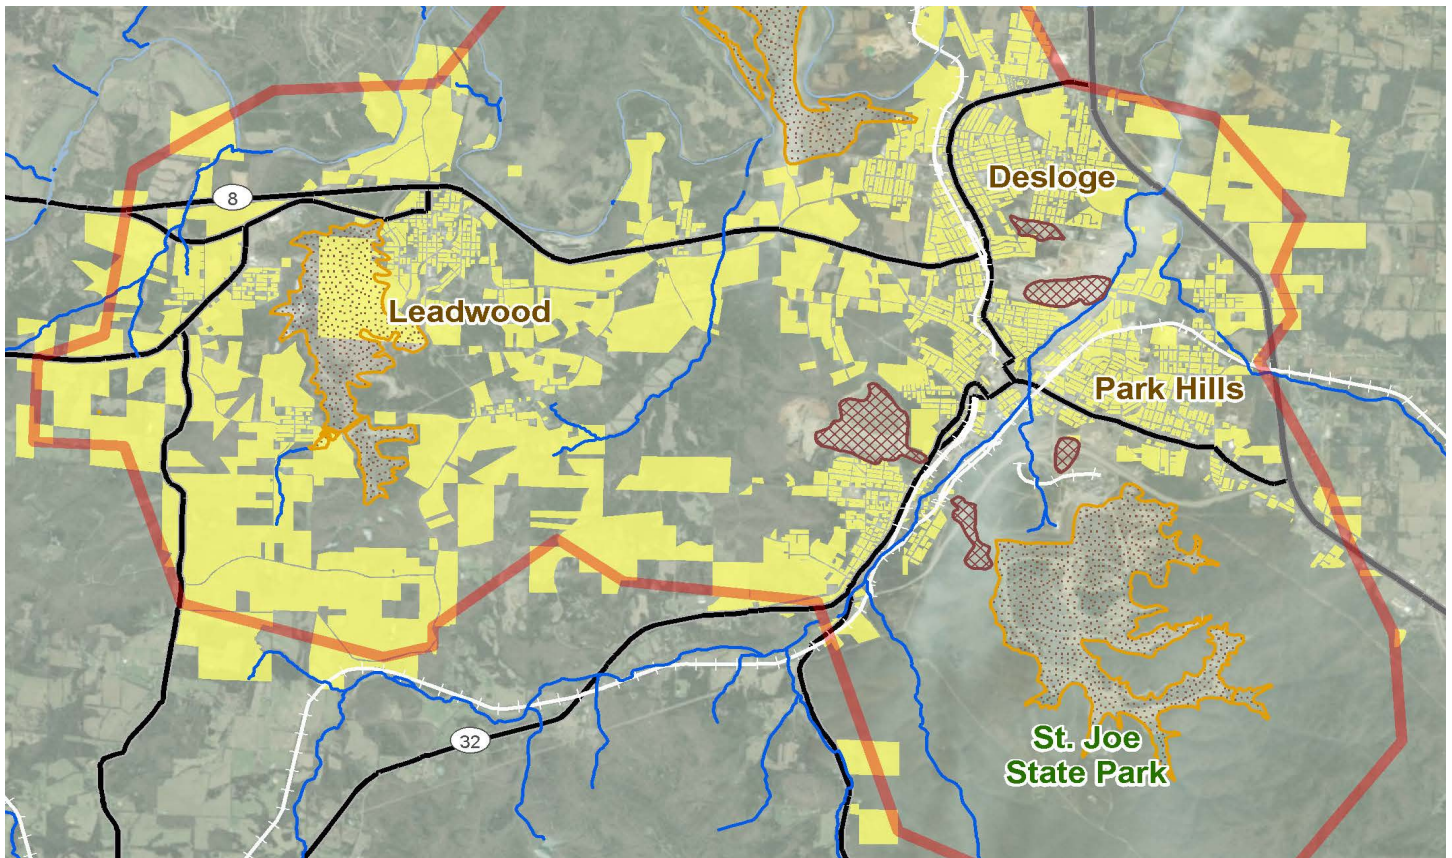 Desloge
8
Leadwood
Park Hills
St. Joe
State Park
32